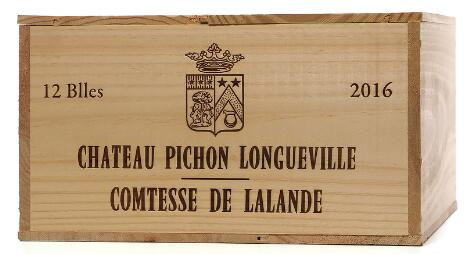 12 Blles
2016
CHATEAU PICHON LONGUEVILLE
COMTESSE DE LALANDE